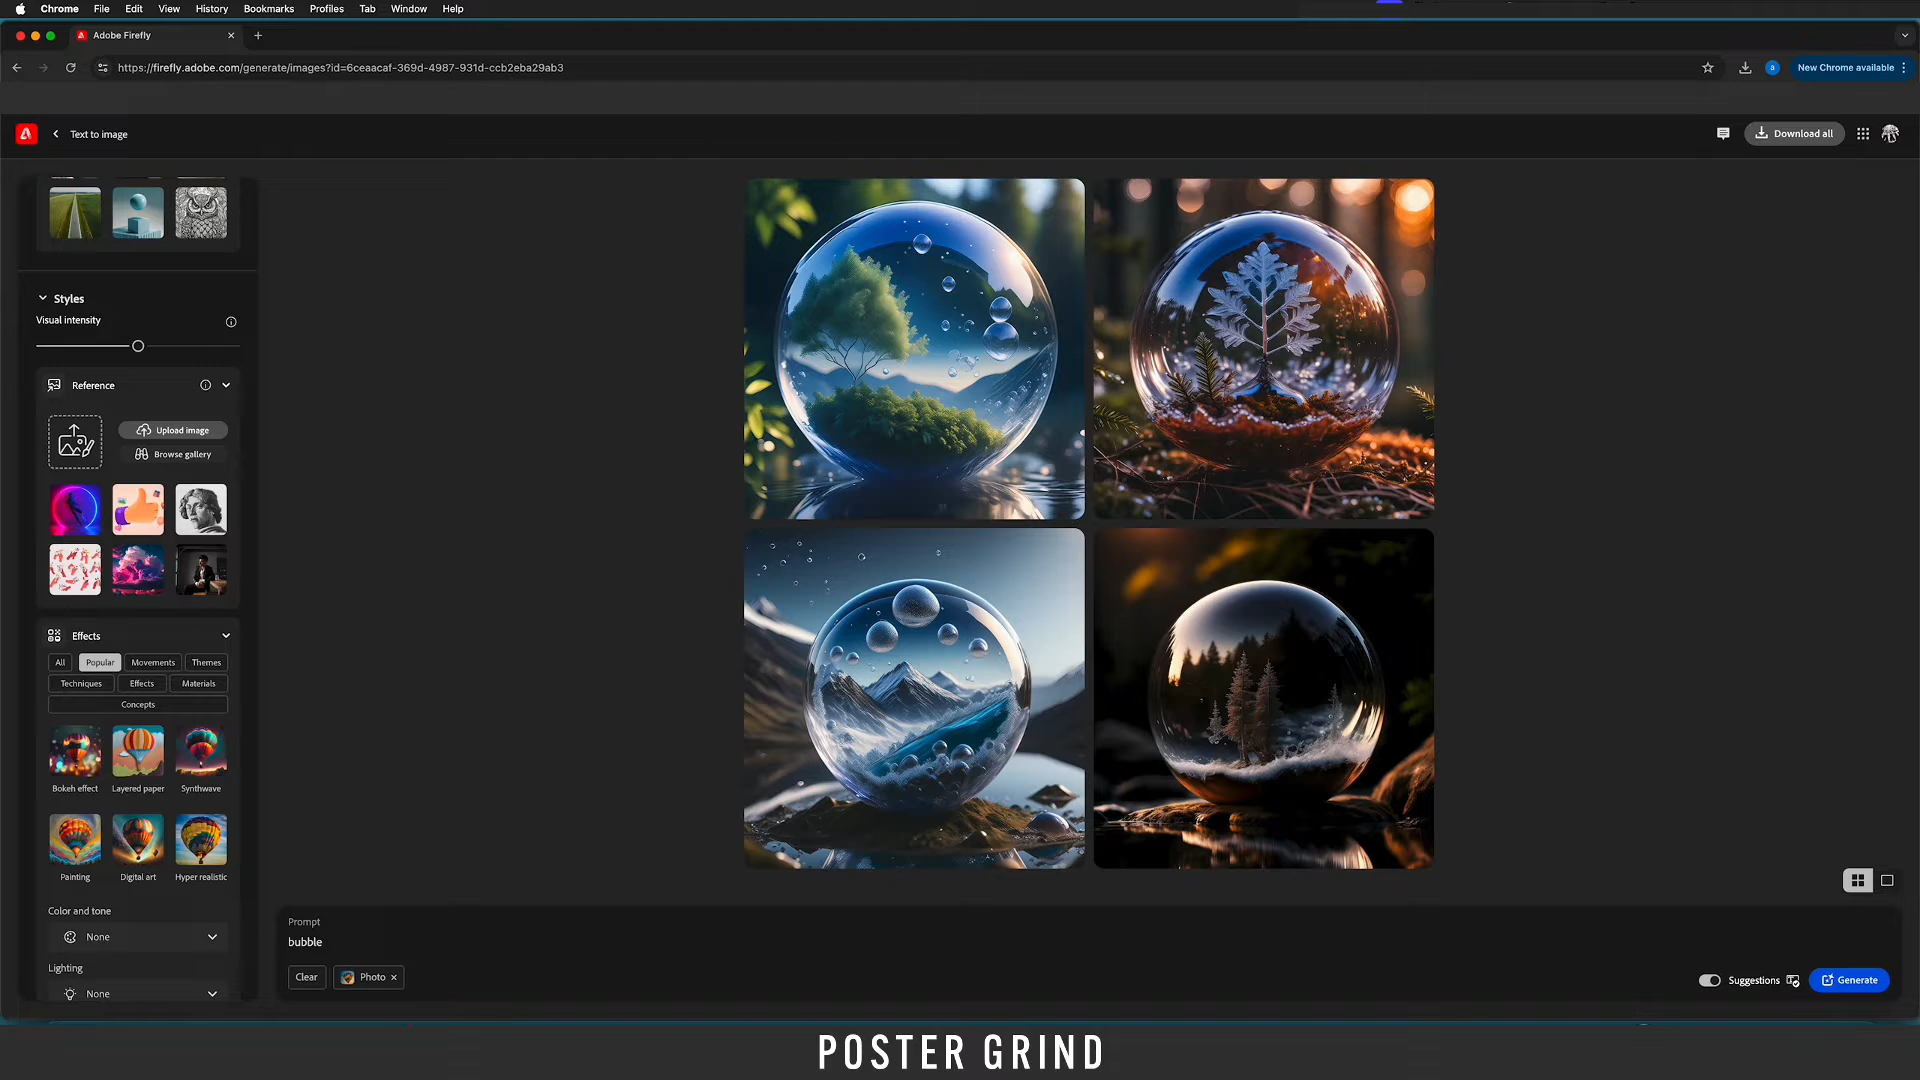 Chrome File Edit View History Bookmarks Profiles Tab Window Help
Adobe Firefly
https://firefly.adobe.com/generate/images?id=6ceaacaf-369d-4987-931d-ccb2eba29ab3
a
New Chrome available
Text to image
Download all
Styles
Visual intensity
Reference
Upload image
Browse gallery
Effects
All Popular Movements Themes
Techniques Effects Materials
Concepts
Bokeh effect Layered paper Synthwave
Painting Digital art Hyper realistic
Color and tone
None
Lighting
None
Prompt
bubble
Clear Photo
Suggestions
Generate
POSTER GRIND